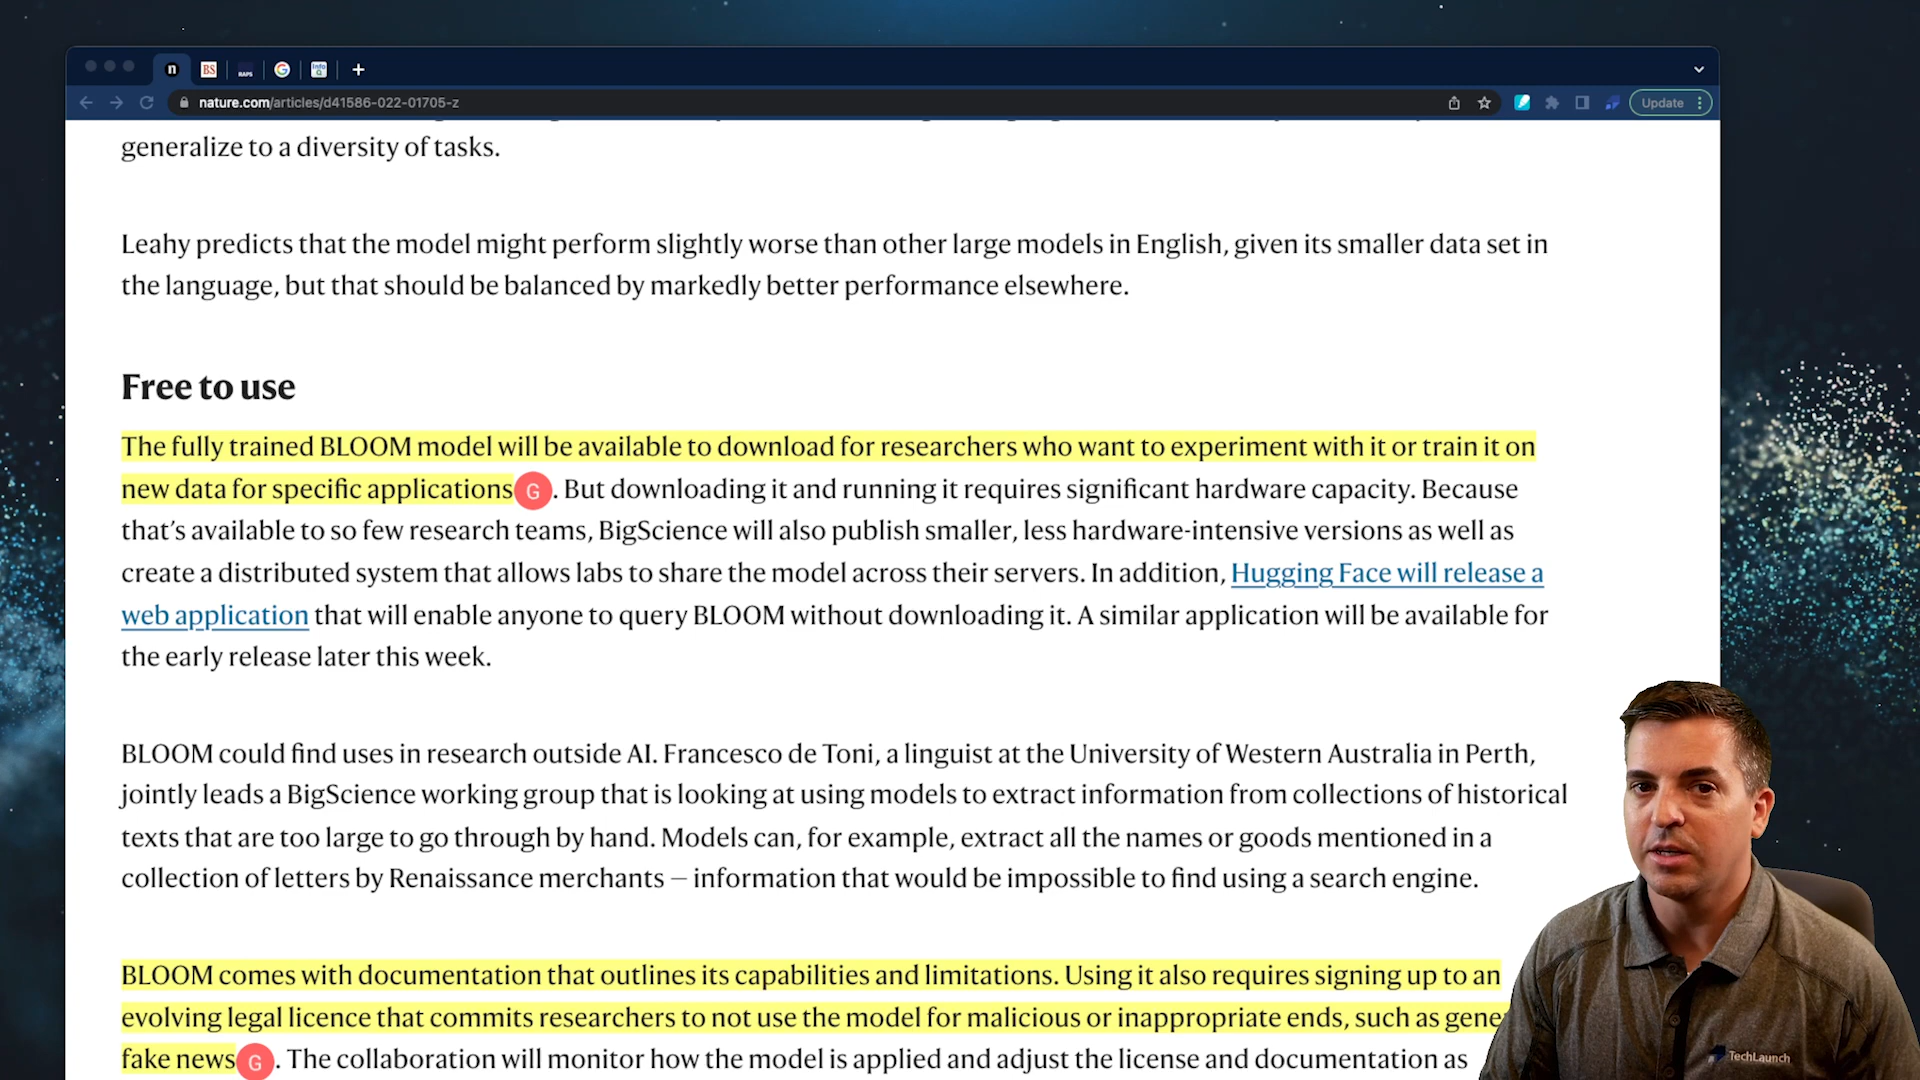 n
BS
NAPS
G
nature.com/articles/d41586-022-01705-z
Update
generalize to a diversity of tasks.
Leahy predicts that the model might perform slightly worse than other large models in English, given its smaller data set in
the language, but that should be balanced by markedly better performance elsewhere.
Free to use
The fully trained BLOOM model will be available to download for researchers who want to experiment with it or train it on
new data for specific applications G . But downloading it and running it requires significant hardware capacity. Because
that’s available to so few research teams, BigScience will also publish smaller, less hardware-intensive versions as well as
create a distributed system that allows labs to share the model across their servers. In addition, Hugging Face will release a
web application that will enable anyone to query BLOOM without downloading it. A similar application will be available for
the early release later this week.
BLOOM could find uses in research outside AI. Francesco de Toni, a linguist at the University of Western Australia in Perth,
jointly leads a BigScience working group that is looking at using models to extract information from collections of historical
texts that are too large to go through by hand. Models can, for example, extract all the names or goods mentioned in a
collection of letters by Renaissance merchants — information that would be impossible to find using a search engine.
BLOOM comes with documentation that outlines its capabilities and limitations. Using it also requires signing up to an
evolving legal licence that commits researchers to not use the model for malicious or inappropriate ends, such as gene
fake news G . The collaboration will monitor how the model is applied and adjust the license and documentation as
TechLaunch